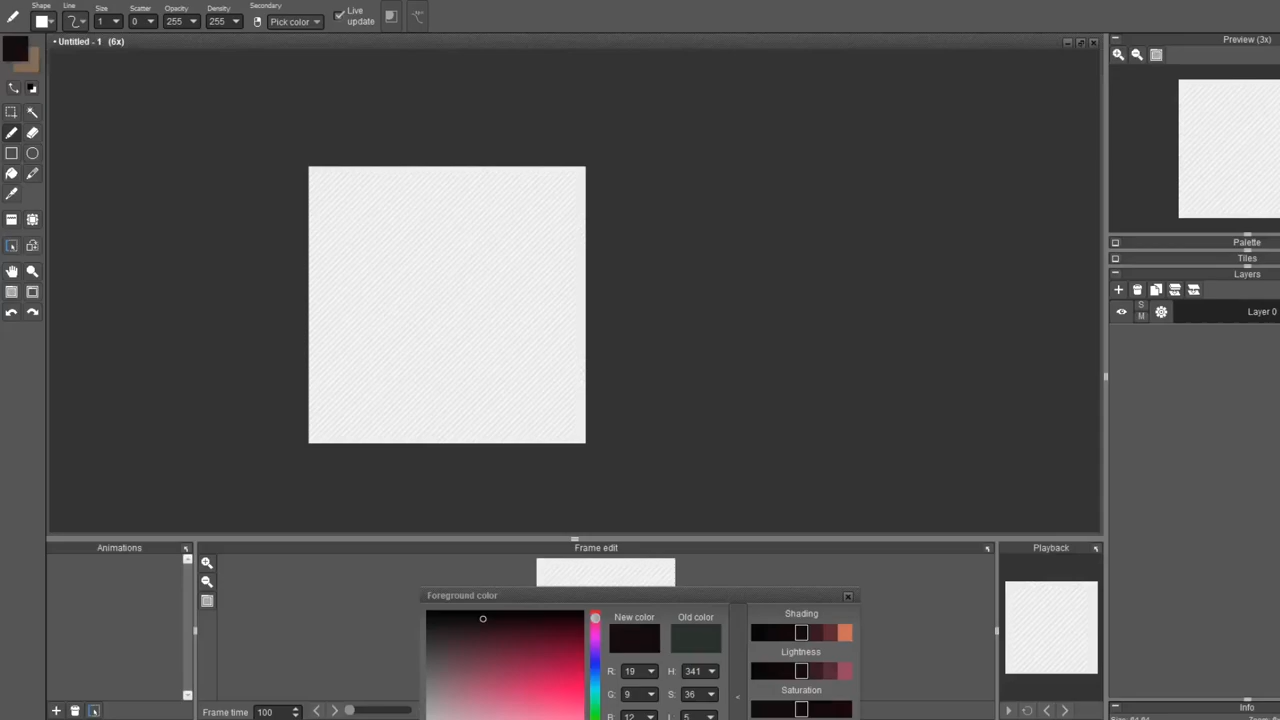 Shape Line Size Scatter Opacity Density Secondary
1 0 255 255 Pick color Live update
• Untitled - 1 (6x)
Preview (3x)
Palette
Tiles
Layers
S
M
Layer 0
Animations Frame edit Playback
Foreground color
New color Old color
R: 19 H: 341
G: 9 S: 36
B: 12 L: 5
Shading
Lightness
Saturation
<
Frame time 100
Info